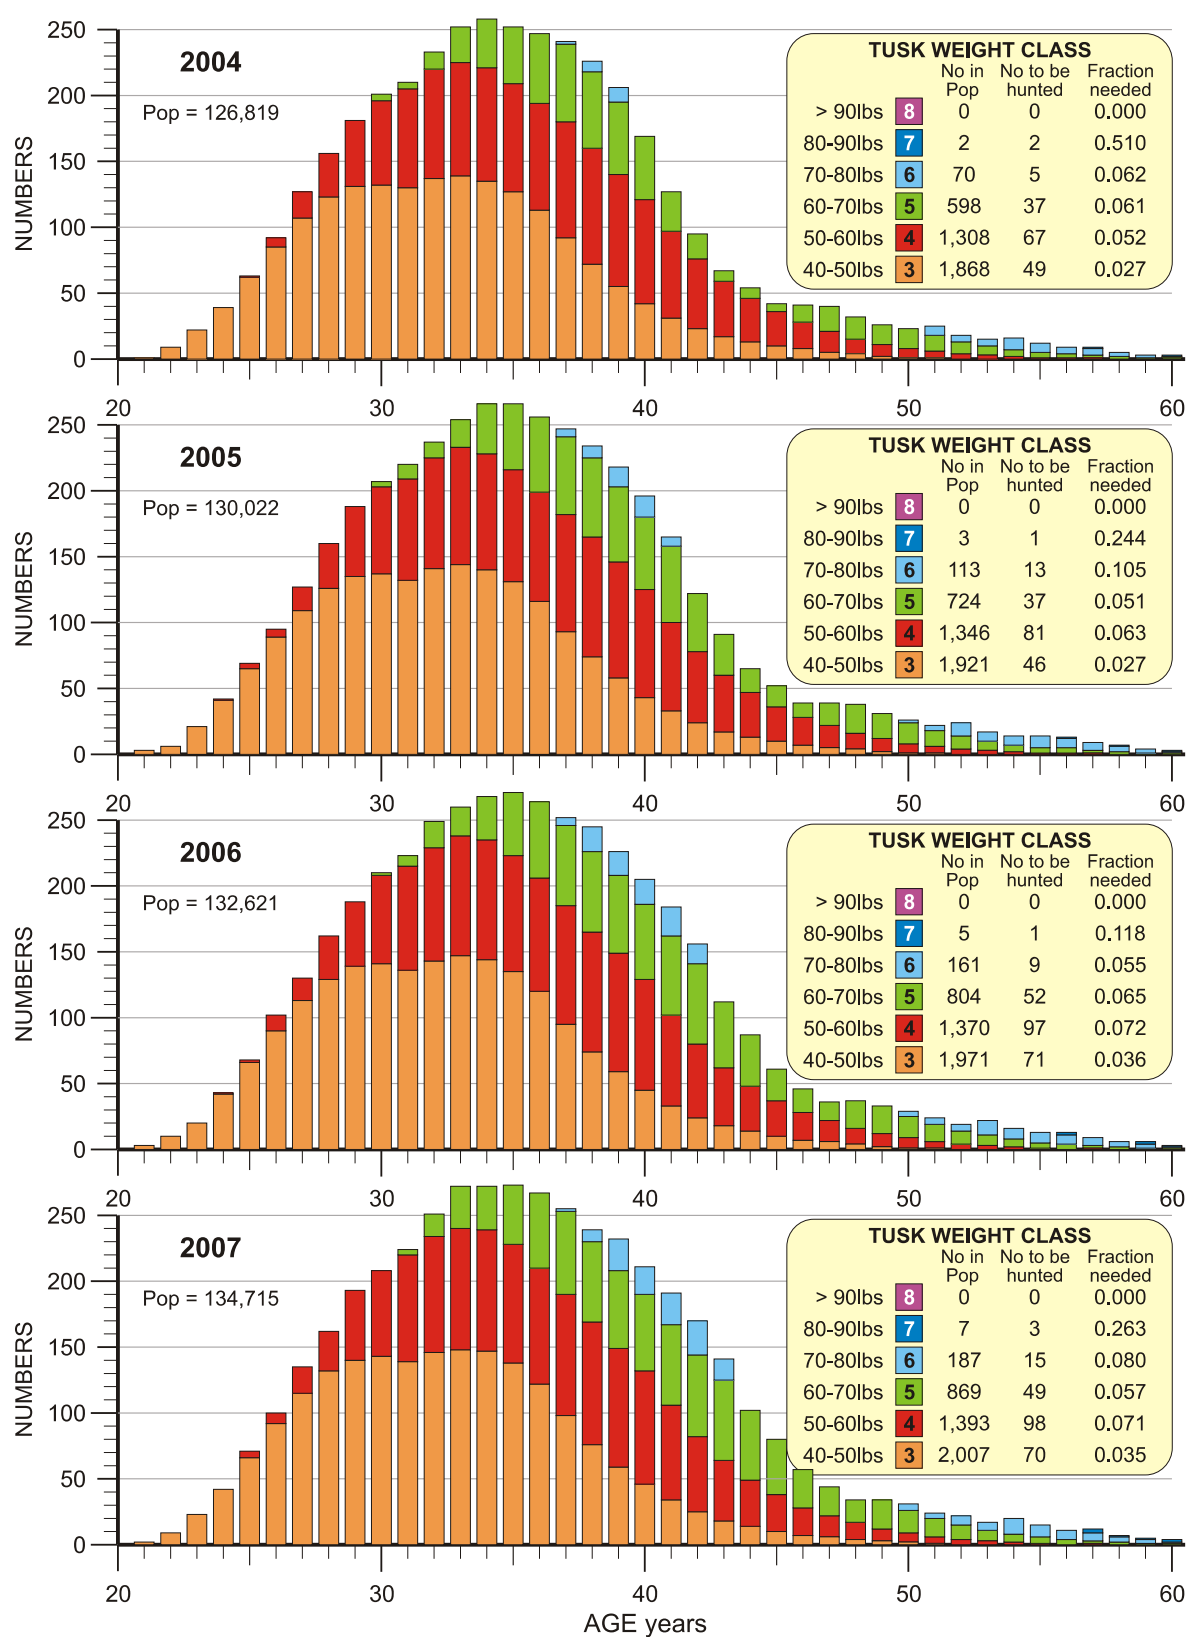 250
200
150
100
50
0
NUMBERS
2004
Pop = 126,819
TUSK WEIGHT CLASS
No in No to be Fraction
Pop hunted needed
> 90lbs 8 0 0 0.000
80-90lbs 7 2 2 0.510
70-80lbs 6 70 5 0.062
60-70lbs 5 598 37 0.061
50-60lbs 4 1,308 67 0.052
40-50lbs 3 1,868 49 0.027
20 30 40 50 60
250
200
150
100
50
0
NUMBERS
2005
Pop = 130,022
TUSK WEIGHT CLASS
No in No to be Fraction
Pop hunted needed
> 90lbs 8 0 0 0.000
80-90lbs 7 3 1 0.244
70-80lbs 6 113 13 0.105
60-70lbs 5 724 37 0.051
50-60lbs 4 1,346 81 0.063
40-50lbs 3 1,921 46 0.027
20 30 40 50 60
250
200
150
100
50
0
NUMBERS
2006
Pop = 132,621
TUSK WEIGHT CLASS
No in No to be Fraction
Pop hunted needed
> 90lbs 8 0 0 0.000
80-90lbs 7 5 1 0.118
70-80lbs 6 161 9 0.055
60-70lbs 5 804 52 0.065
50-60lbs 4 1,370 97 0.072
40-50lbs 3 1,971 71 0.036
20 30 40 50 60
250
200
150
100
50
0
NUMBERS
2007
Pop = 134,715
TUSK WEIGHT CLASS
No in No to be Fraction
Pop hunted needed
> 90lbs 8 0 0 0.000
80-90lbs 7 7 3 0.263
70-80lbs 6 187 15 0.080
60-70lbs 5 869 49 0.057
50-60lbs 4 1,393 98 0.071
40-50lbs 3 2,007 70 0.035
20 30 40 50 60
AGE years